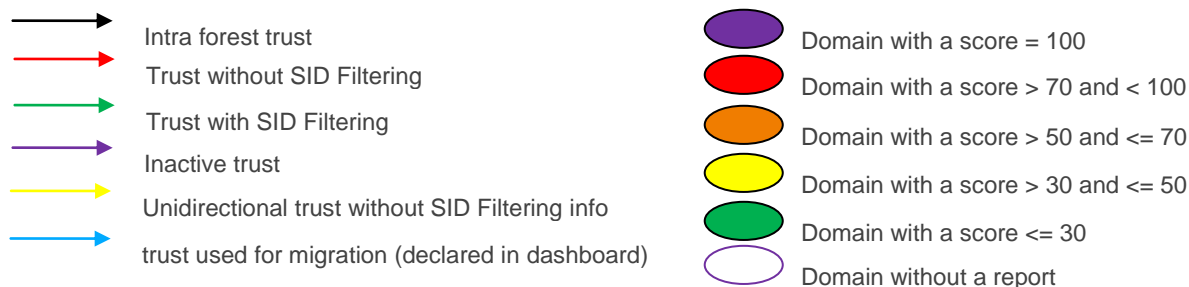 Intra forest trust
Trust without SID Filtering
Trust with SID Filtering
Inactive trust
Unidirectional trust without SID Filtering info
trust used for migration (declared in dashboard)
Domain with a score = 100
Domain with a score > 70 and < 100
Domain with a score > 50 and <= 70
Domain with a score > 30 and <= 50
Domain with a score <= 30
Domain without a report